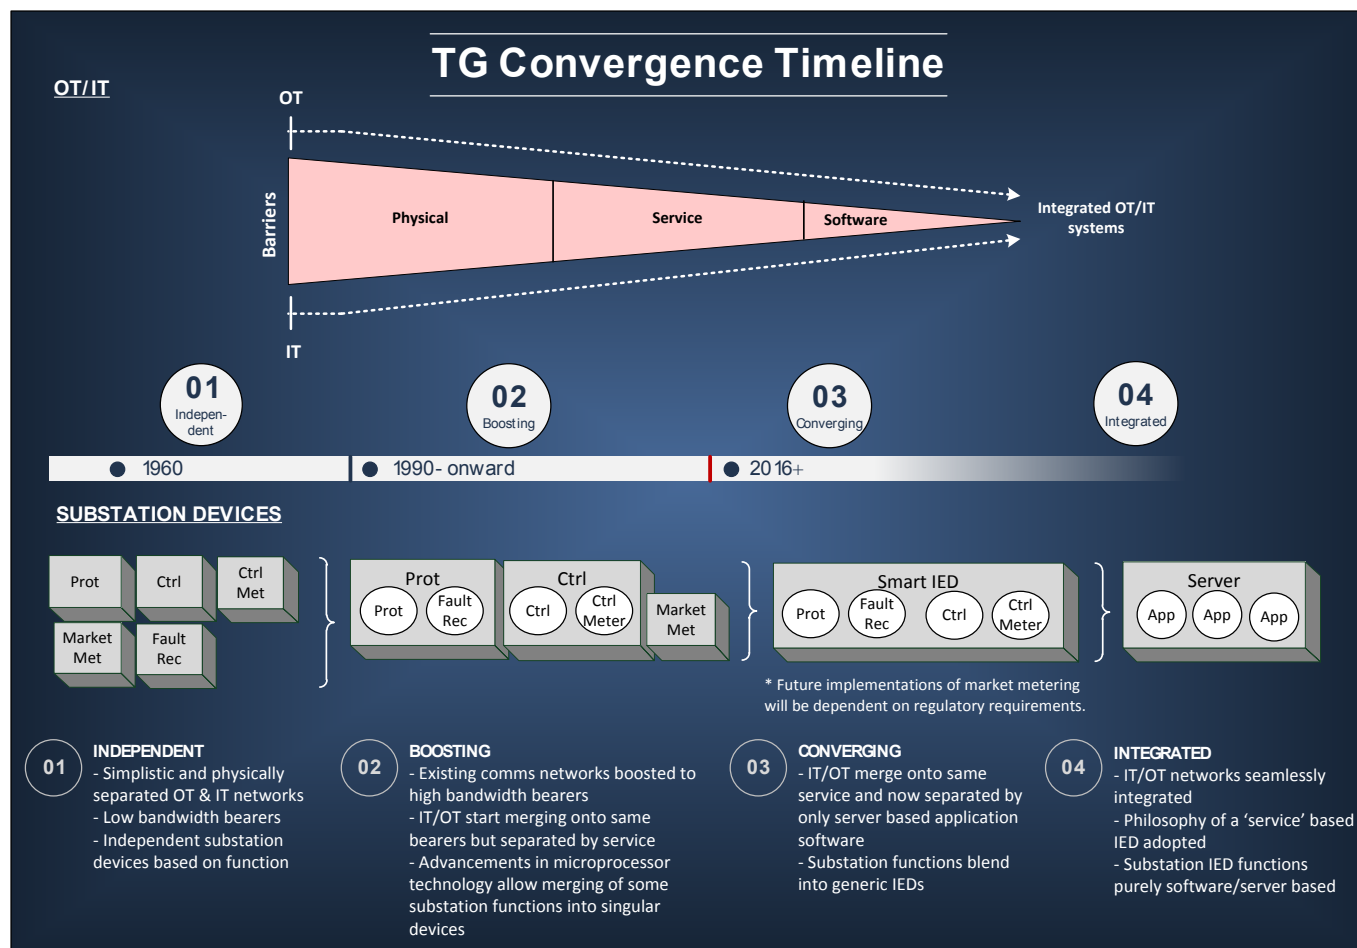 TG Convergence Timeline
OT/IT
OT
Barriers
Physical
Service
Software
Integrated OT/IT
systems
IT
01
Indepen-
dent
02
Boosting
03
Converging
04
Integrated
1960
1990- onward
2016+
SUBSTATION DEVICES
Prot
Ctrl
Ctrl
Met
Market
Met
Fault
Rec
Prot
Prot
Fault
Rec
Ctrl
Ctrl
Ctrl
Meter
Market
Met
Smart IED
Prot
Fault
Rec
Ctrl
Ctrl
Meter
Server
App
App
App
* Future implementations of market metering
will be dependent on regulatory requirements.
01
INDEPENDENT
- Simplistic and physically
separated OT & IT networks
- Low bandwidth bearers
- Independent substation
devices based on function
02
BOOSTING
- Existing comms networks boosted to
high bandwidth bearers
- IT/OT start merging onto same
bearers but separated by service
- Advancements in microprocessor
technology allow merging of some
substation functions into singular
devices
03
CONVERGING
- IT/OT merge onto same
service and now separated by
only server based application
software
- Substation functions blend
into generic IEDs
04
INTEGRATED
- IT/OT networks seamlessly
integrated
- Philosophy of a ‘service’ based
IED adopted
- Substation IED functions
purely software/server based